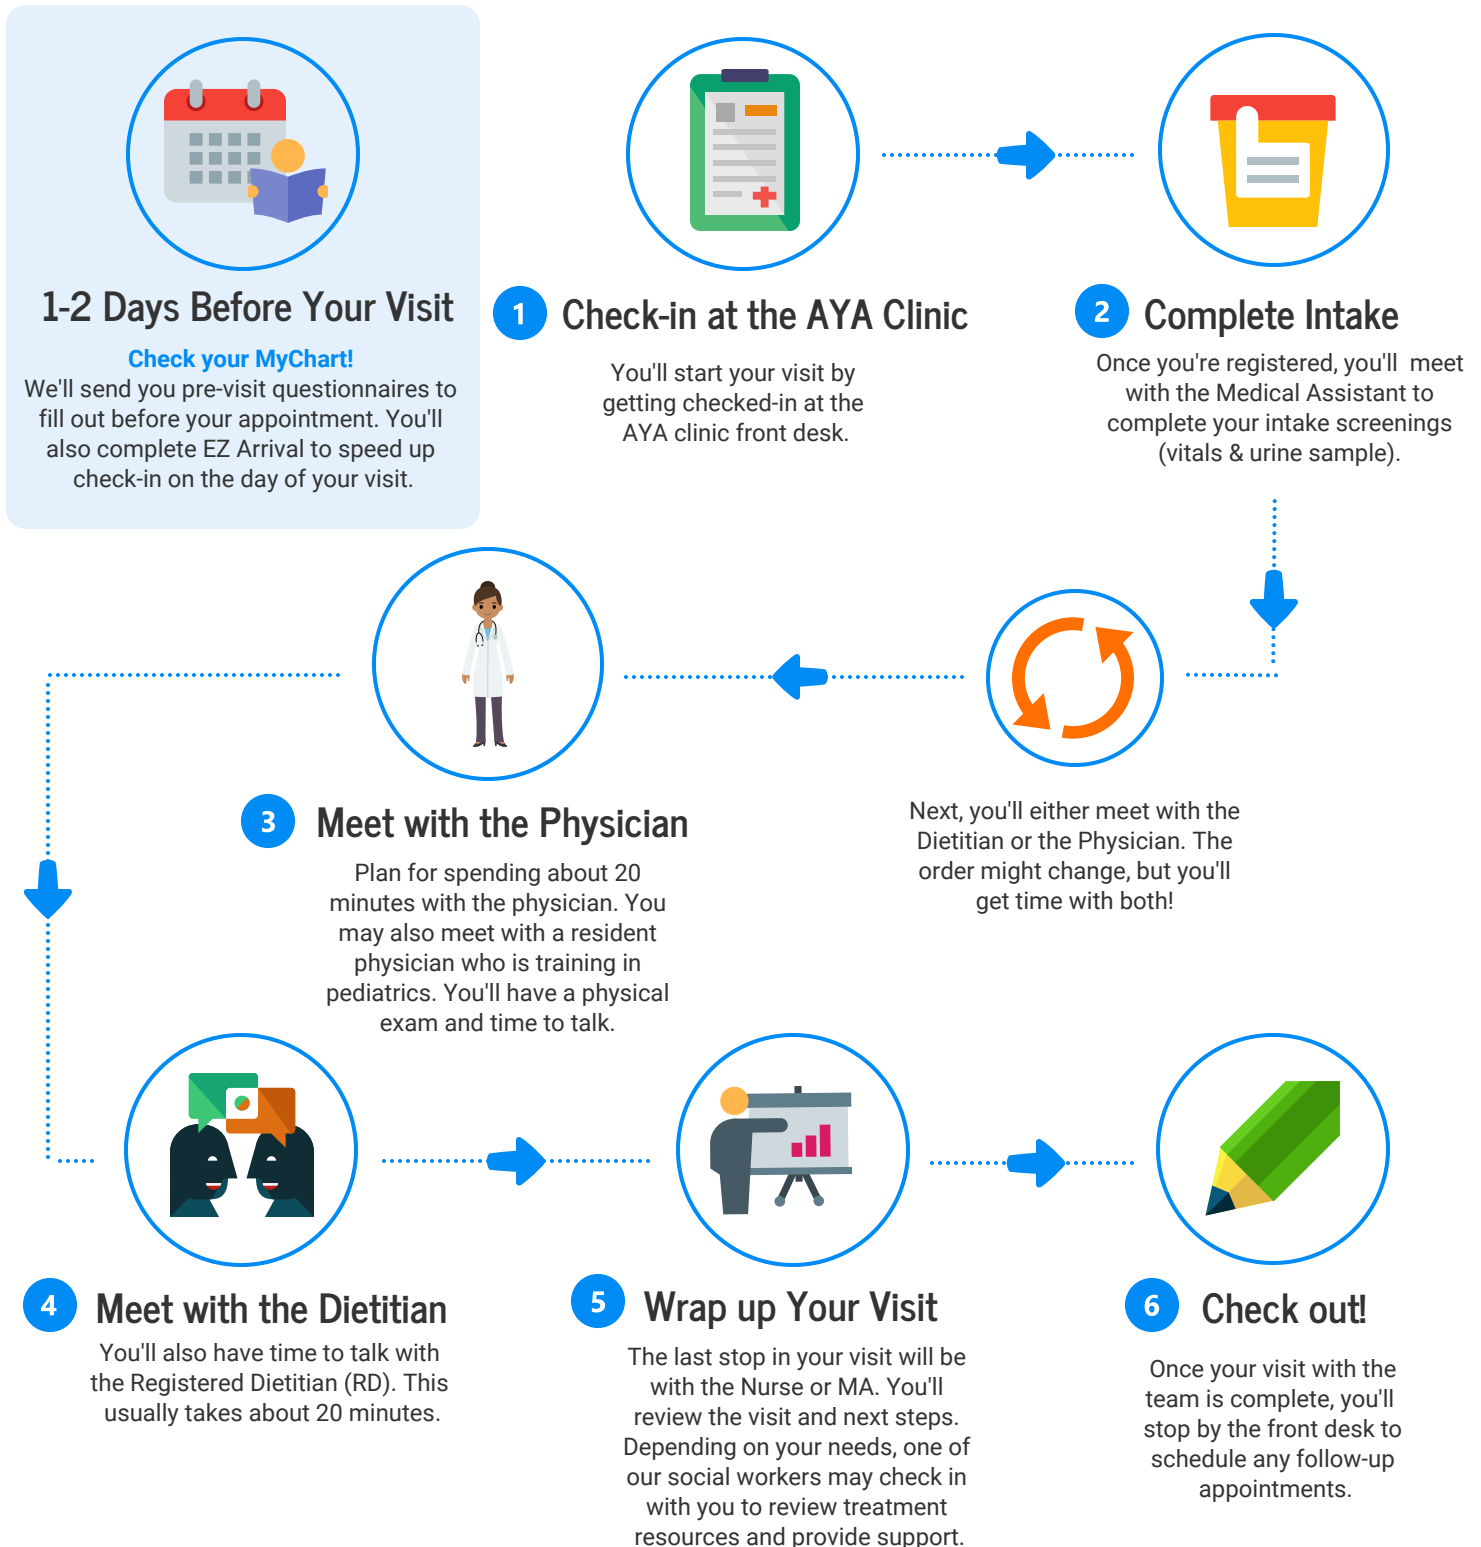 1-2 Days Before Your Visit
Check your MyChart!
We'll send you pre-visit questionnaires to
fill out before your appointment. You'll
also complete EZ Arrival to speed up
check-in on the day of your visit.
1 Check-in at the AYA Clinic
You'll start your visit by
getting checked-in at the
AYA clinic front desk.
2 Complete Intake
Once you're registered, you'll meet
with the Medical Assistant to
complete your intake screenings
(vitals & urine sample).
Next, you'll either meet with the
Dietitian or the Physician. The
order might change, but you'll
get time with both!
3 Meet with the Physician
Plan for spending about 20
minutes with the physician. You
may also meet with a resident
physician who is training in
pediatrics. You'll have a physical
exam and time to talk.
4 Meet with the Dietitian
You'll also have time to talk with
the Registered Dietitian (RD). This
usually takes about 20 minutes.
5 Wrap up Your Visit
The last stop in your visit will be
with the Nurse or MA. You'll
review the visit and next steps.
Depending on your needs, one of
our social workers may check in
with you to review treatment
resources and provide support.
6 Check out!
Once your visit with the
team is complete, you'll
stop by the front desk to
schedule any follow-up
appointments.